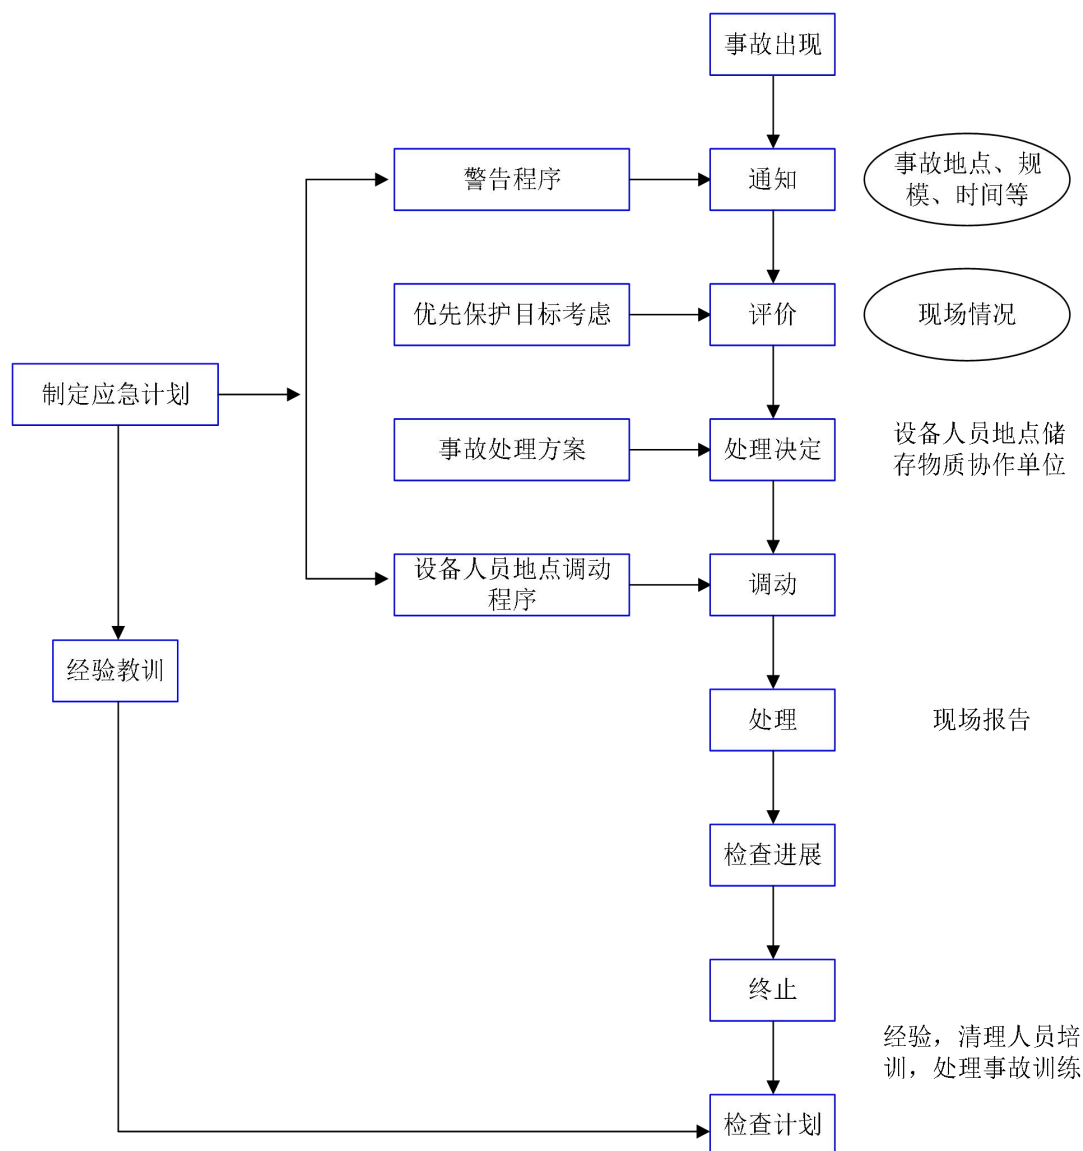 事故出现
警告程序
通知
事故地点、规
模、时间等
优先保护目标考虑
评价
现场情况
制定应急计划
事故处理方案
处理决定
设备人员地点储
存物质协作单位
设备人员地点调动
程序
调动
经验教训
处理
现场报告
检查进展
终止
经验，清理人员培
训，处理事故训练
检查计划